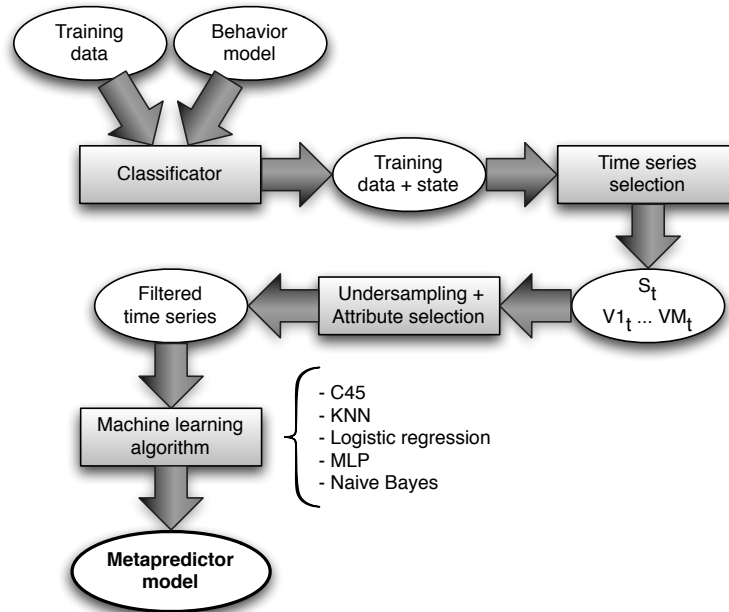 Training
data
Behavior
model
Classificator
Training
data + state
Time series
selection
St
V1t ... VMt
Undersampling +
Attribute selection
Filtered
time series
Machine learning
algorithm
- C45
- KNN
- Logistic regression
- MLP
- Naive Bayes
Metapredictor
model